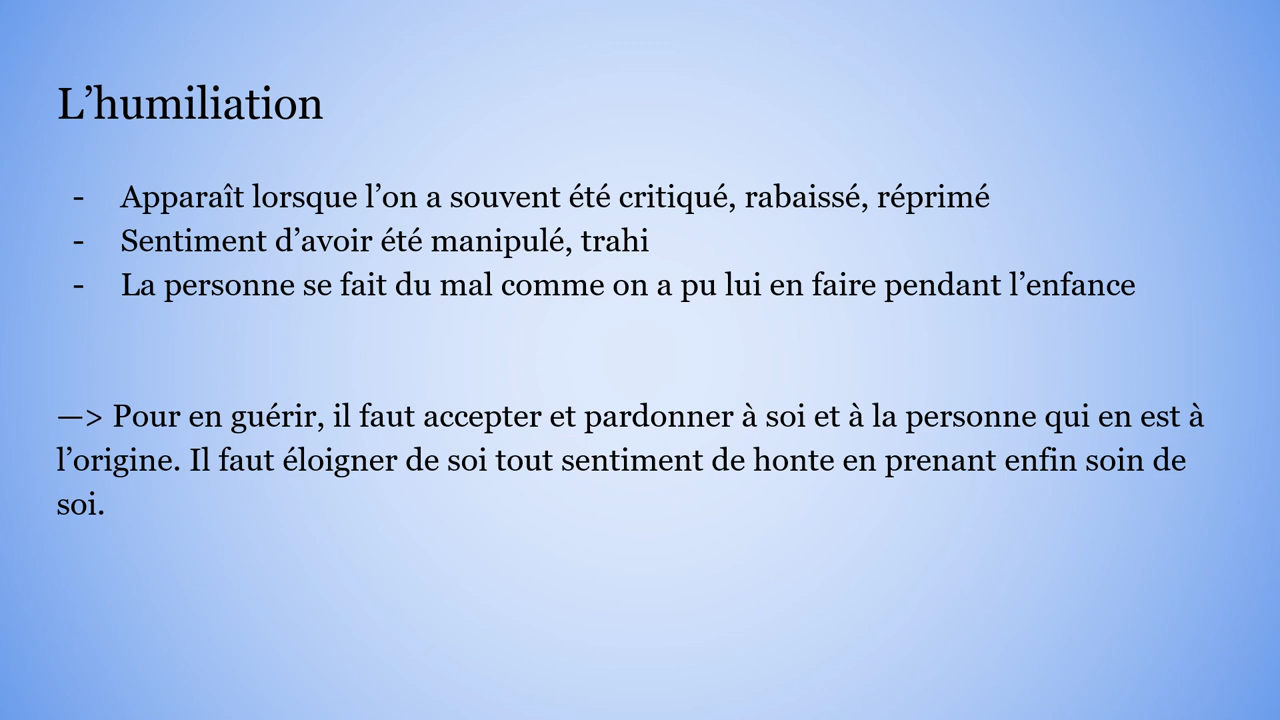 L’humiliation
- Apparaît lorsque l’on a souvent été critiqué, rabaissé, réprimé
- Sentiment d’avoir été manipulé, trahi
- La personne se fait du mal comme on a pu lui en faire pendant l’enfance
—> Pour en guérir, il faut accepter et pardonner à soi et à la personne qui en est à
l’origine. Il faut éloigner de soi tout sentiment de honte en prenant enfin soin de
soi.